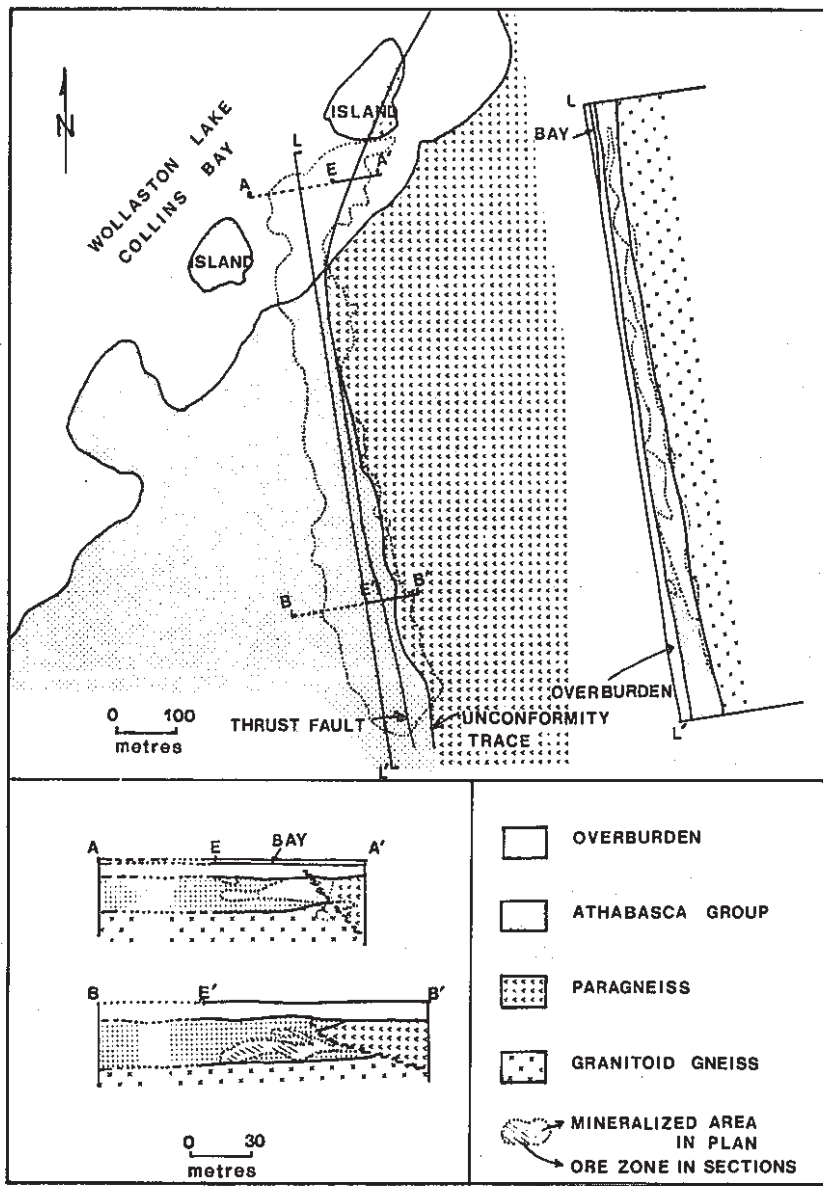 N
WOLLASTON LAKE
COLLINS BAY
ISLAND
ISLAND
L
A
E
A'
B
E'
B'
L'
0 100
metres
THRUST FAULT
UNCONFORMITY
TRACE
L
BAY
OVERBURDEN
L'
A E BAY A'
B E' B'
0 30
metres
OVERBURDEN
ATHABASCA GROUP
PARAGNEISS
GRANITOID GNEISS
MINERALIZED AREA
IN PLAN
ORE ZONE IN SECTIONS